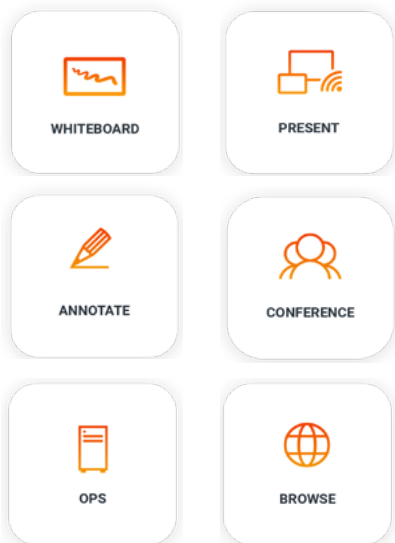 WHITEBOARD
PRESENT
ANNOTATE
CONFERENCE
OPS
BROWSE